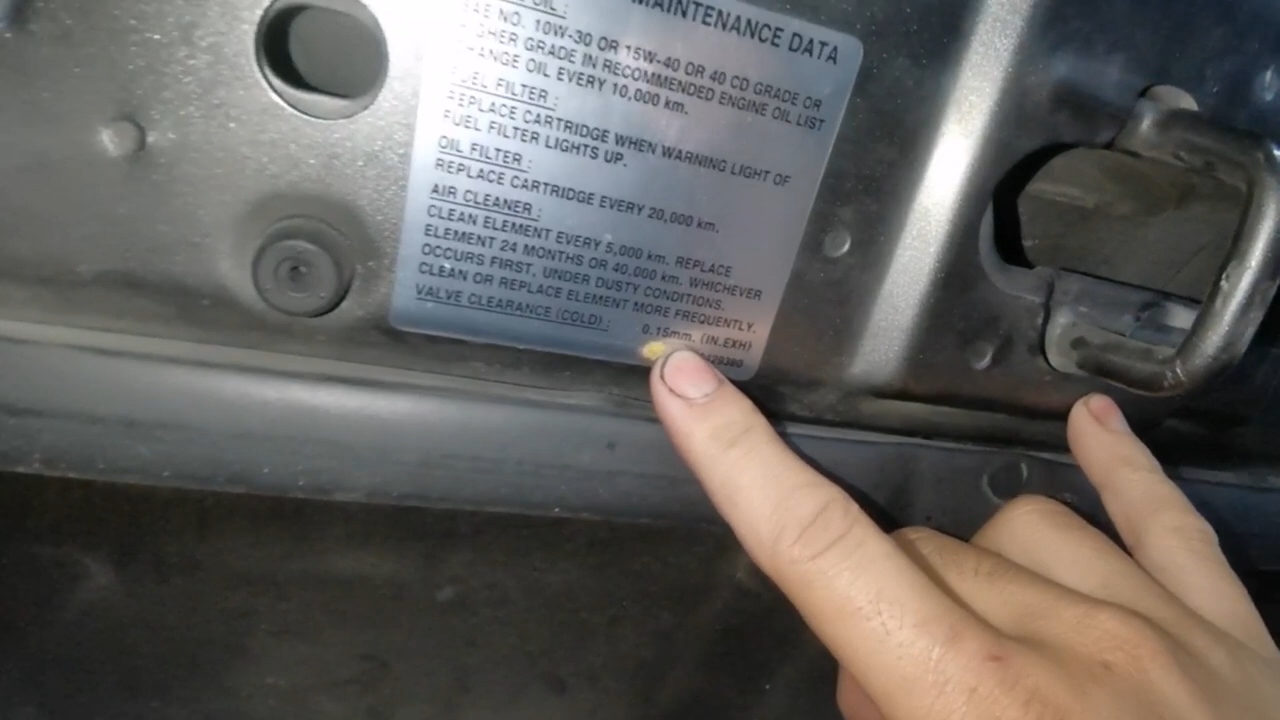 MAINTENANCE DATA
OIL :
NO. 10W-30 OR 15W-40 OR 40 CD GRADE OR
GRADE IN RECOMMENDED ENGINE OIL LIST
OIL EVERY 10,000 km.
FILTER :
REPLACE CARTRIDGE WHEN WARNING LIGHT OF
FUEL FILTER LIGHTS UP.
OIL FILTER :
REPLACE CARTRIDGE EVERY 20,000 km.
AIR CLEANER :
CLEAN ELEMENT EVERY 5,000 km. REPLACE
ELEMENT 24 MONTHS OR 40,000 km. WHICHEVER
OCCURS FIRST, UNDER DUSTY CONDITIONS.
CLEAN OR REPLACE ELEMENT MORE FREQUENTLY.
VALVE CLEARANCE (COLD) :
0.15mm. (IN.EXH)